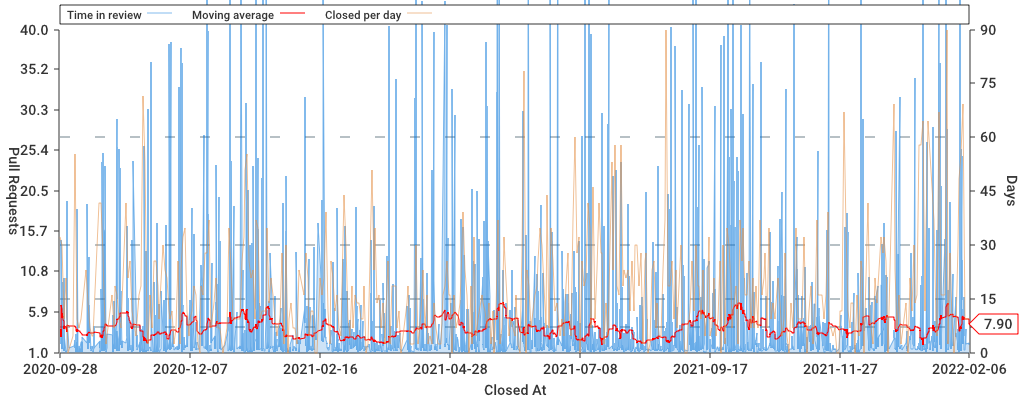 Time in review Moving average Closed per day
40.0 90
35.2 75
30.3 60
25.4
20.5 45
15.7 30
10.8
5.9 15
7.90
1.0 0
Pull Requests
Days
2020-09-28 2020-12-07 2021-02-16 2021-04-28 2021-07-08 2021-09-17 2021-11-27 2022-02-06
Closed At